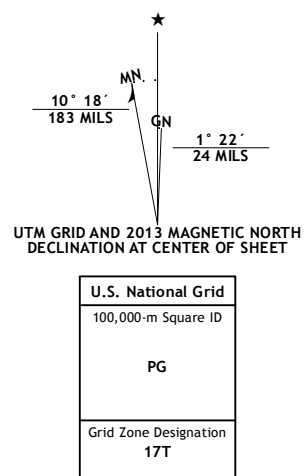 ★
MN
GN
10° 18´
183 MILS
1° 22´
24 MILS
UTM GRID AND 2013 MAGNETIC NORTH
DECLINATION AT CENTER OF SHEET
U.S. National Grid
100,000-m Square ID
PG
Grid Zone Designation
17T